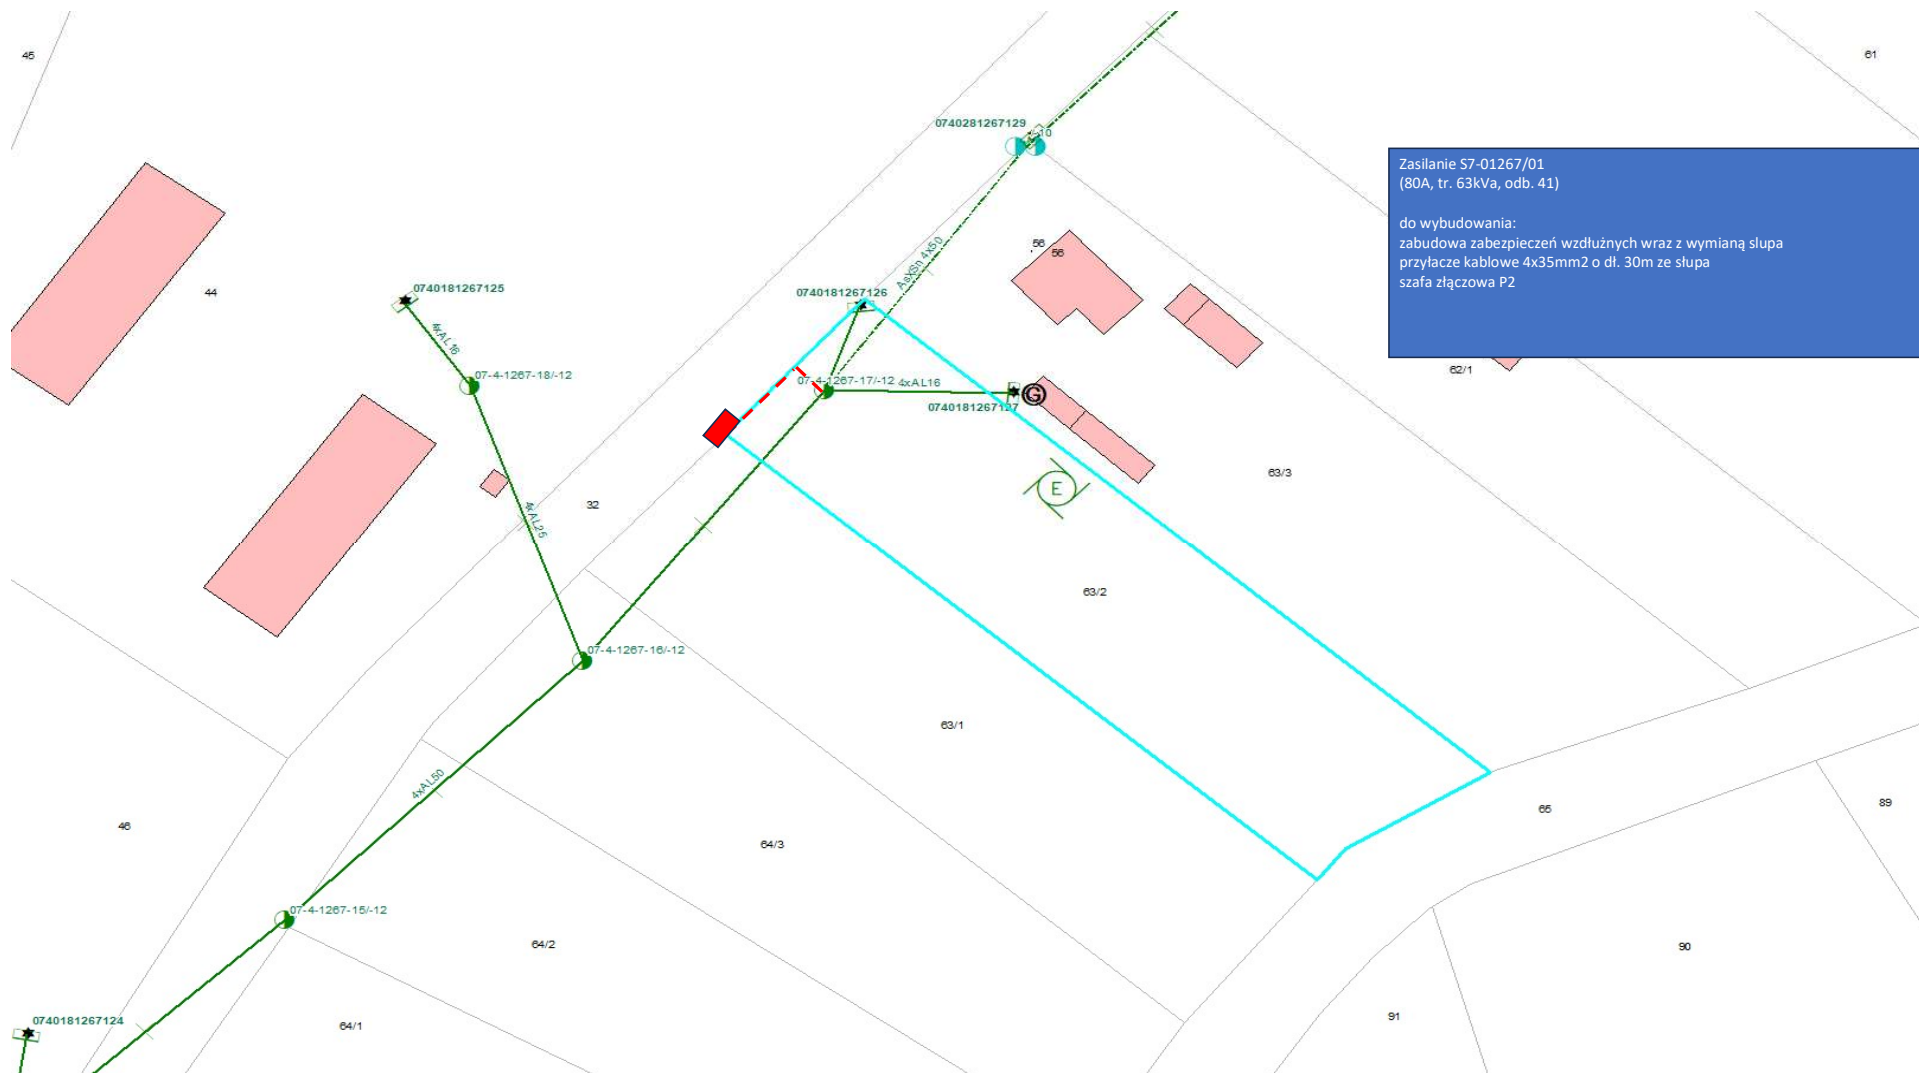 45
61
0740281267129
-10
Zasilanie S7-01267/01
(80A, tr. 63kVa, odb. 41)
do wybudowania:
zabudowa zabezpieczeń wzdłużnych wraz z wymianą slupa
przyłacze kablowe 4x35mm2 o dł. 30m ze słupa
szafa złączowa P2
56
56
AsXSn 4x50
44
0740181267125
0740181267126
4xAL16
07-4-1267-18/-12
07-4-1267-17/-12
4xAL16
62/1
G
0740181267127
63/3
E
32
4xAL25
63/2
07-4-1267-16/-12
63/1
4xAL50
65
89
46
64/3
07-4-1267-15/-12
64/2
90
0740181267124
64/1
91